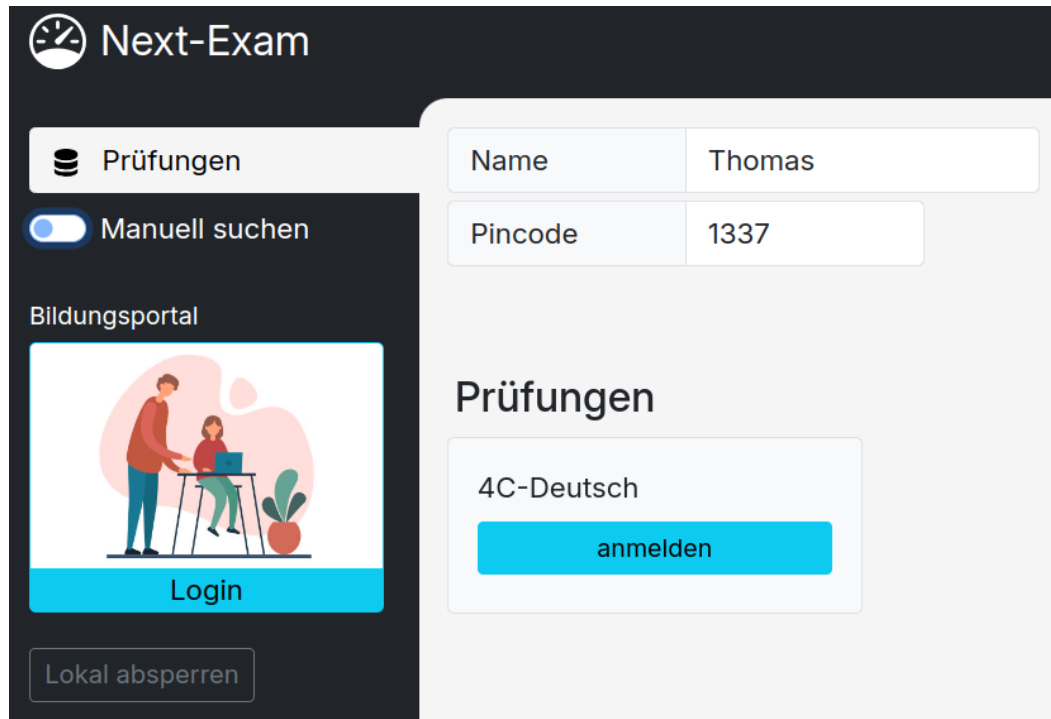 Next-Exam
Prüfungen
Manuell suchen
Bildungsportal
Login
Lokal absperren
Name Thomas
Pincode 1337
Prüfungen
4C-Deutsch
anmelden